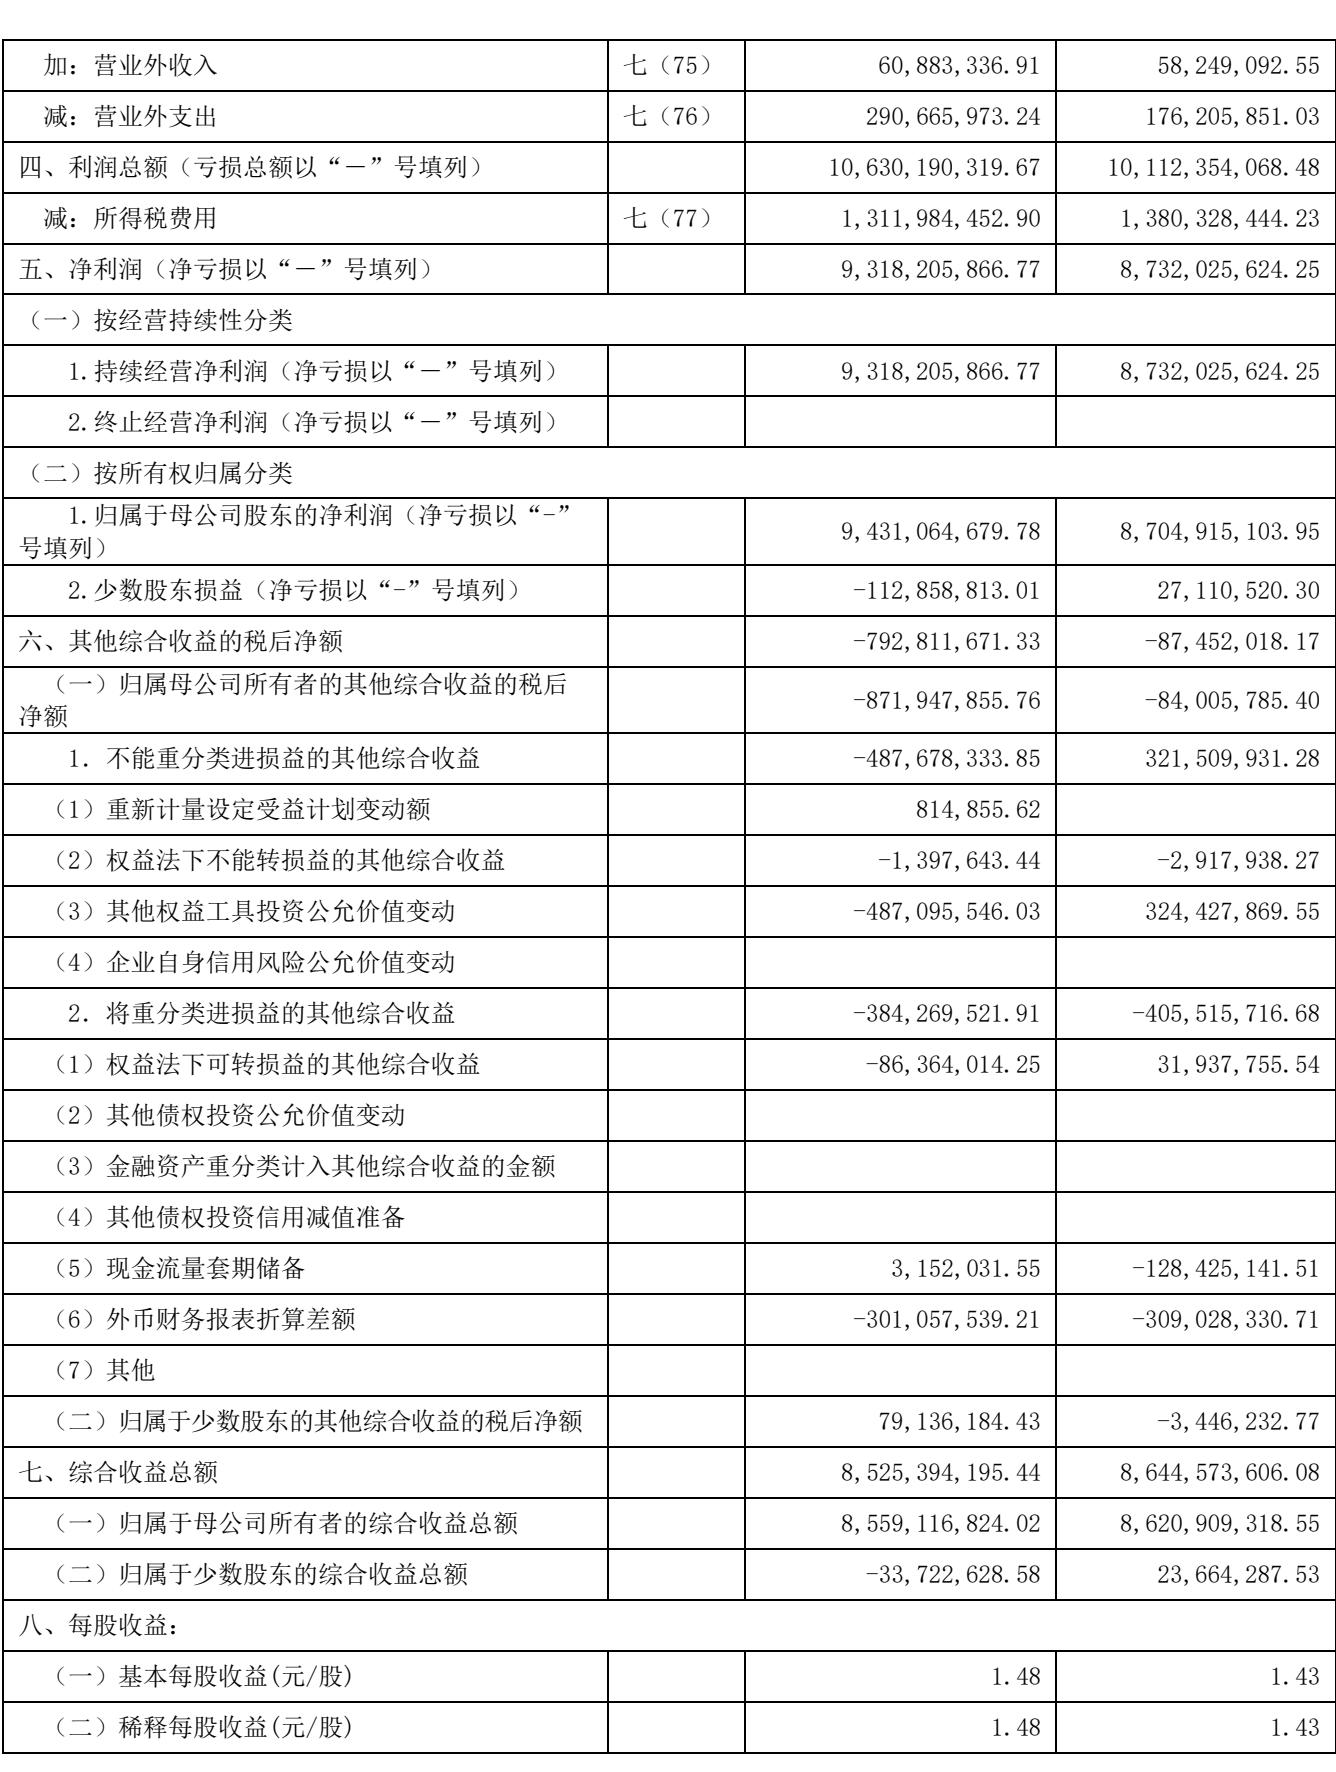 加：营业外收入 七（75） 60,883,336.91 58,249,092.55
减：营业外支出 七（76） 290,665,973.24 176,205,851.03
四、利润总额（亏损总额以“－”号填列） 10,630,190,319.67 10,112,354,068.48
减：所得税费用 七（77） 1,311,984,452.90 1,380,328,444.23
五、净利润（净亏损以“－”号填列） 9,318,205,866.77 8,732,025,624.25
（一）按经营持续性分类
1.持续经营净利润（净亏损以“－”号填列） 9,318,205,866.77 8,732,025,624.25
2.终止经营净利润（净亏损以“－”号填列）
（二）按所有权归属分类
1.归属于母公司股东的净利润（净亏损以“-”
号填列） 9,431,064,679.78 8,704,915,103.95
2.少数股东损益（净亏损以“-”号填列） -112,858,813.01 27,110,520.30
六、其他综合收益的税后净额 -792,811,671.33 -87,452,018.17
（一）归属母公司所有者的其他综合收益的税后
净额 -871,947,855.76 -84,005,785.40
1．不能重分类进损益的其他综合收益 -487,678,333.85 321,509,931.28
（1）重新计量设定受益计划变动额 814,855.62
（2）权益法下不能转损益的其他综合收益 -1,397,643.44 -2,917,938.27
（3）其他权益工具投资公允价值变动 -487,095,546.03 324,427,869.55
（4）企业自身信用风险公允价值变动
2．将重分类进损益的其他综合收益 -384,269,521.91 -405,515,716.68
（1）权益法下可转损益的其他综合收益 -86,364,014.25 31,937,755.54
（2）其他债权投资公允价值变动
（3）金融资产重分类计入其他综合收益的金额
（4）其他债权投资信用减值准备
（5）现金流量套期储备 3,152,031.55 -128,425,141.51
（6）外币财务报表折算差额 -301,057,539.21 -309,028,330.71
（7）其他
（二）归属于少数股东的其他综合收益的税后净额 79,136,184.43 -3,446,232.77
七、综合收益总额 8,525,394,195.44 8,644,573,606.08
（一）归属于母公司所有者的综合收益总额 8,559,116,824.02 8,620,909,318.55
（二）归属于少数股东的综合收益总额 -33,722,628.58 23,664,287.53
八、每股收益：
（一）基本每股收益(元/股) 1.48 1.43
（二）稀释每股收益(元/股) 1.48 1.43